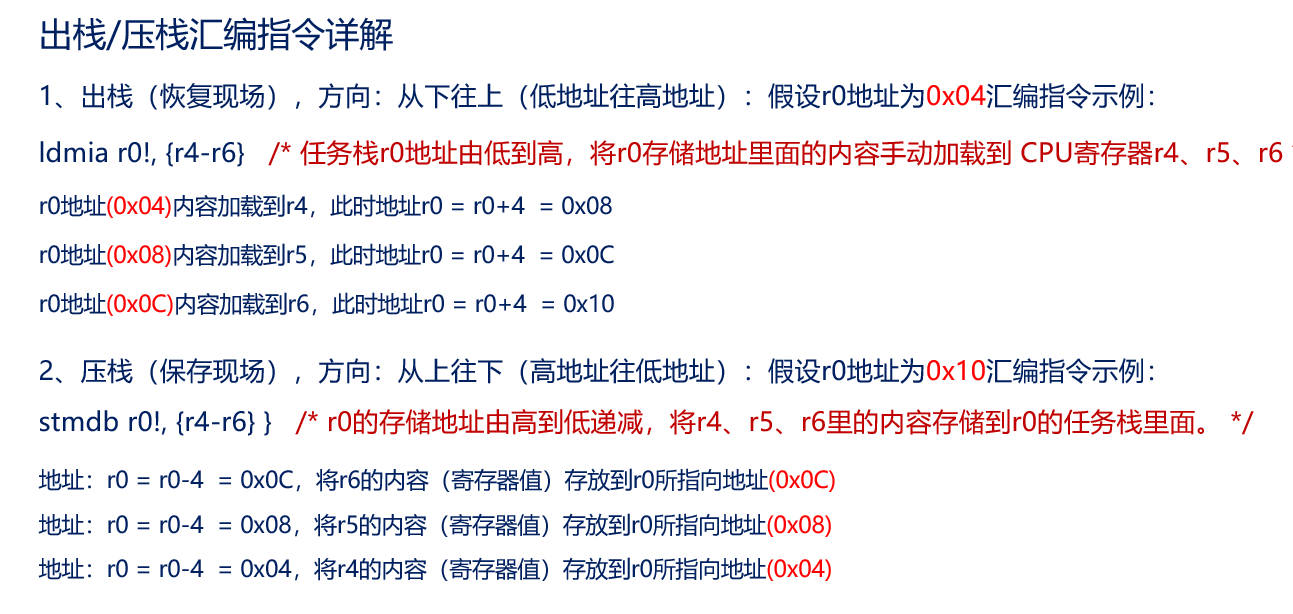 出栈/压栈汇编指令详解
1、出栈（恢复现场），方向：从下往上（低地址往高地址）：假设r0地址为0x04汇编指令示例：
ldmia r0!, {r4-r6} /* 任务栈r0地址由低到高，将r0存储地址里面的内容手动加载到 CPU寄存器r4、r5、r6
r0地址(0x04)内容加载到r4，此时地址r0 = r0+4 = 0x08
r0地址(0x08)内容加载到r5，此时地址r0 = r0+4 = 0x0C
r0地址(0x0C)内容加载到r6，此时地址r0 = r0+4 = 0x10
2、压栈（保存现场），方向：从上往下（高地址往低地址）：假设r0地址为0x10汇编指令示例：
stmdb r0!, {r4-r6} } /* r0的存储地址由高到低递减，将r4、r5、r6里的内容存储到r0的任务栈里面。 */
地址：r0 = r0-4 = 0x0C，将r6的内容（寄存器值）存放到r0所指向地址(0x0C)
地址：r0 = r0-4 = 0x08，将r5的内容（寄存器值）存放到r0所指向地址(0x08)
地址：r0 = r0-4 = 0x04，将r4的内容（寄存器值）存放到r0所指向地址(0x04)